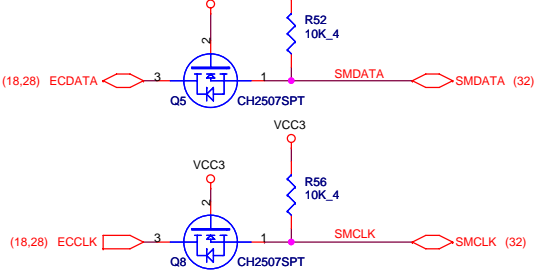 R52
10K_4
2
(18,28) ECDATA 3 1 SMDATA SMDATA (32)
Q5 CH2507SPT
VCC3
VCC3
R56
10K_4
2
(18,28) ECCLK 3 1 SMCLK SMCLK (32)
Q8 CH2507SPT